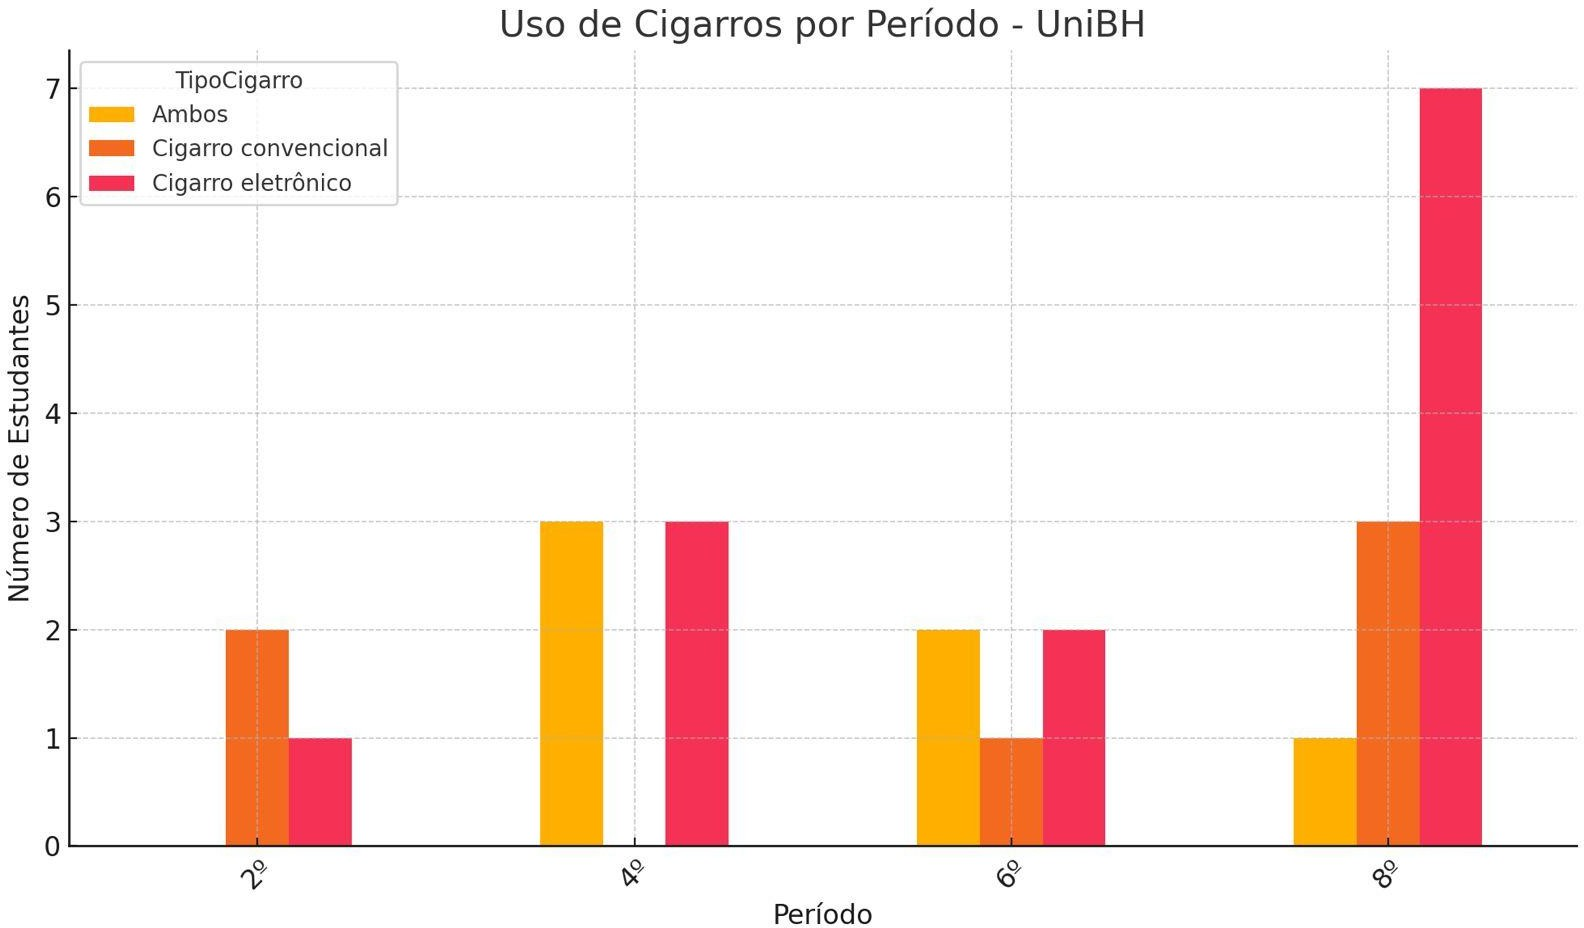 Uso de Cigarros por Período - UniBH
TipoCigarro
Ambos
Cigarro convencional
Cigarro eletrônico
Número de Estudantes
7
6
5
4
3
2
1
0
2º
4º
6º
8º
Período